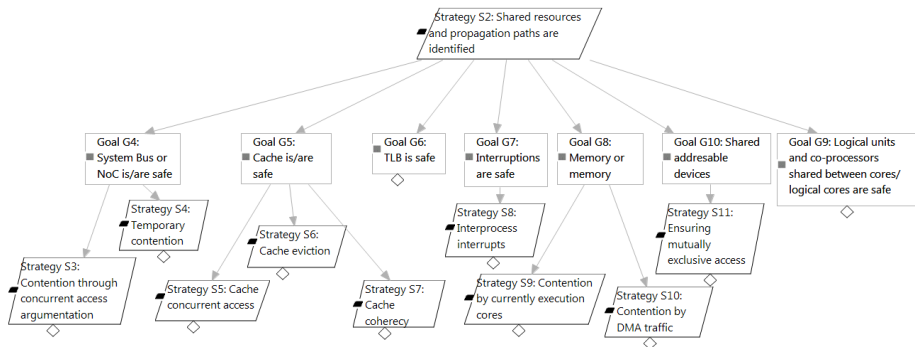 Strategy S2: Shared resources
and propagation paths are
identified
Goal G4:
System Bus or
NoC is/are safe
Goal G5:
Cache is/are
safe
Goal G6:
TLB is safe
Goal G7:
Interruptions
are safe
Goal G8:
Memory or
memory
Goal G10: Shared
addresable
devices
Goal G9: Logical units
and co-processors
shared between cores/
logical cores are safe
Strategy S4:
Temporary
contention
Strategy S3:
Contention through
concurrent access
argumentation
Strategy S6:
Cache eviction
Strategy S5: Cache
concurrent access
Strategy S7:
Cache
coherecy
Strategy S8:
Interprocess
interrupts
Strategy S9: Contention
by currently execution
cores
Strategy S11:
Ensuring
mutually
exclusive access
Strategy S10:
Contention by
DMA traffic